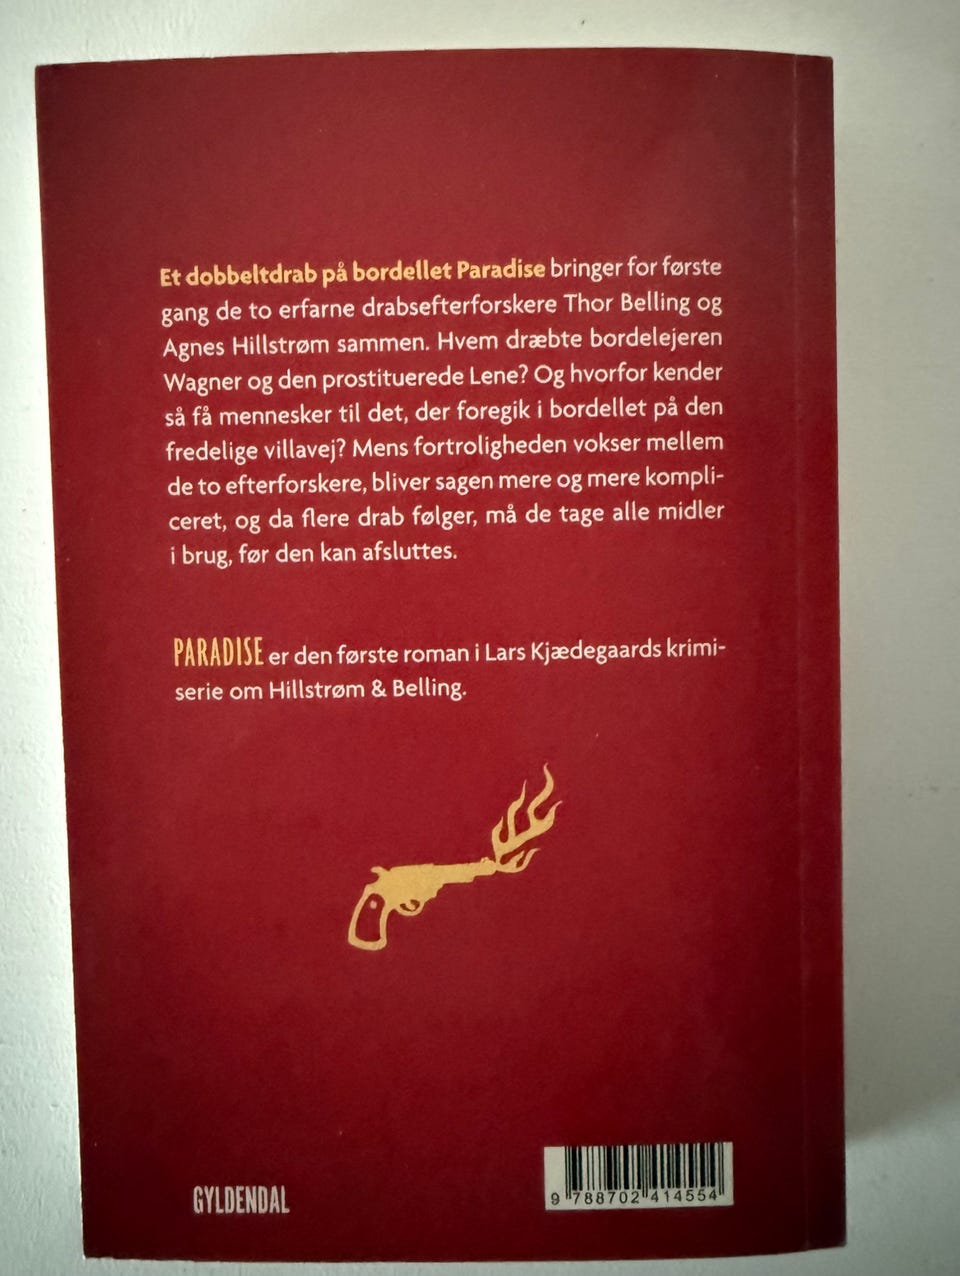 Et dobbeltdrab på bordellet Paradise bringer for første
gang de to erfarne drabsefterforskere Thor Belling og
Agnes Hillstrøm sammen. Hvem dræbte bordelejeren
Wagner og den prostituerede Lene? Og hvorfor kender
så få mennesker til det, der foregik i bordellet på den
fredelige villavej? Mens fortroligheden vokser mellem
de to efterforskere, bliver sagen mere og mere kompli-
ceret, og da flere drab følger, må de tage alle midler
i brug, før den kan afsluttes.
PARADISE er den første roman i Lars Kjædegaards krimi-
serie om Hillstrøm & Belling.
GYLDENDAL
9 788702 414554